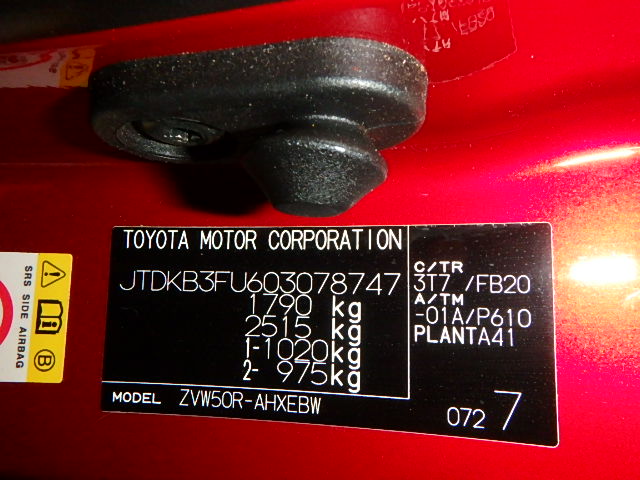 TOYOTA MOTOR CORPORATION
JTDKB3FU603078747
1790 kg
2515 kg
1-1020kg
2- 975kg
MODEL ZVW50R-AHXEBW
C/TR
3T7 /FB20
A/TM
-01A/P610
PLANTA41
072 7
SRS SIDE AIRBAG
B